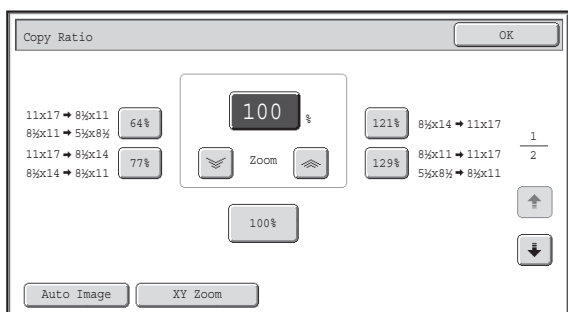 Copy Ratio
OK
11x17 → 8½x11
8½x11 → 5½x8½
64%
11x17 → 8½x14
8½x14 → 8½x11
77%
100 %
Zoom
100%
121%
8½x14 → 11x17
129%
8½x11 → 11x17
5½x8½ → 8½x11
1
2
Auto Image
XY Zoom